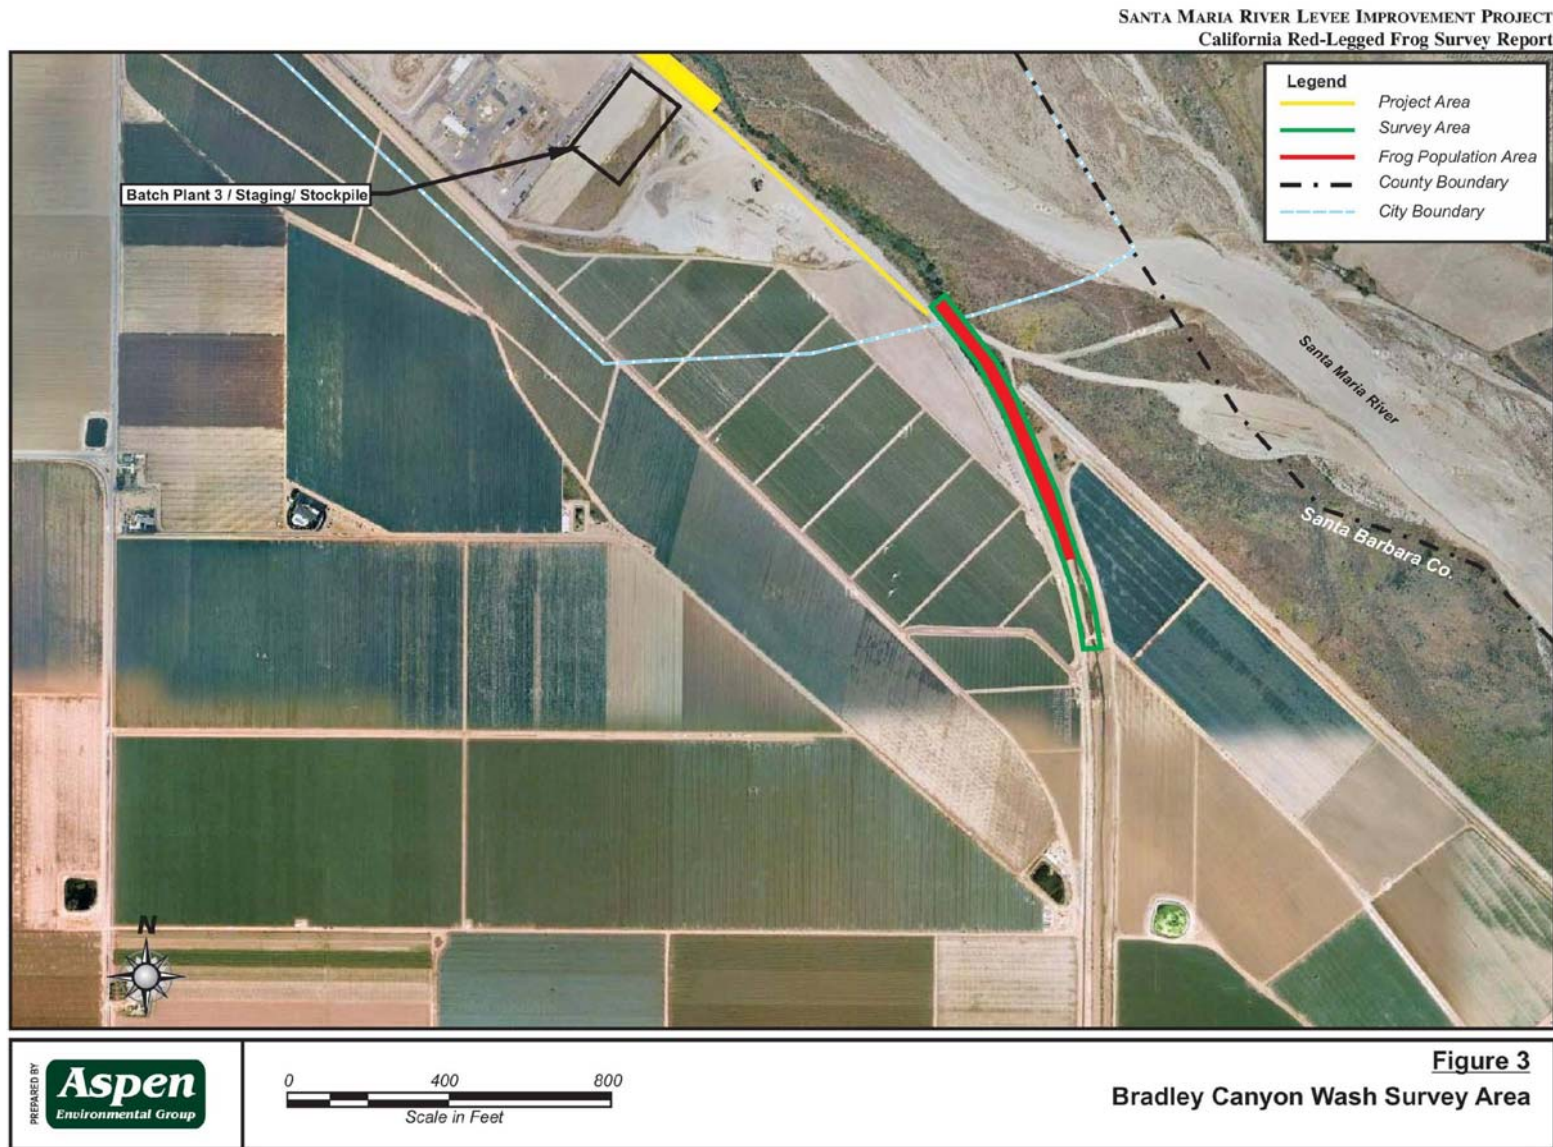 SANTA MARIA RIVER LEVEE IMPROVEMENT PROJECT
California Red-Legged Frog Survey Report
Legend
Project Area
Survey Area
Frog Population Area
County Boundary
City Boundary
Batch Plant 3 / Staging/ Stockpile
Santa Maria River
Santa Barbara Co.
N
PREPARED BY
Aspen
Environmental Group
0 400 800
Scale in Feet
Figure 3
Bradley Canyon Wash Survey Area